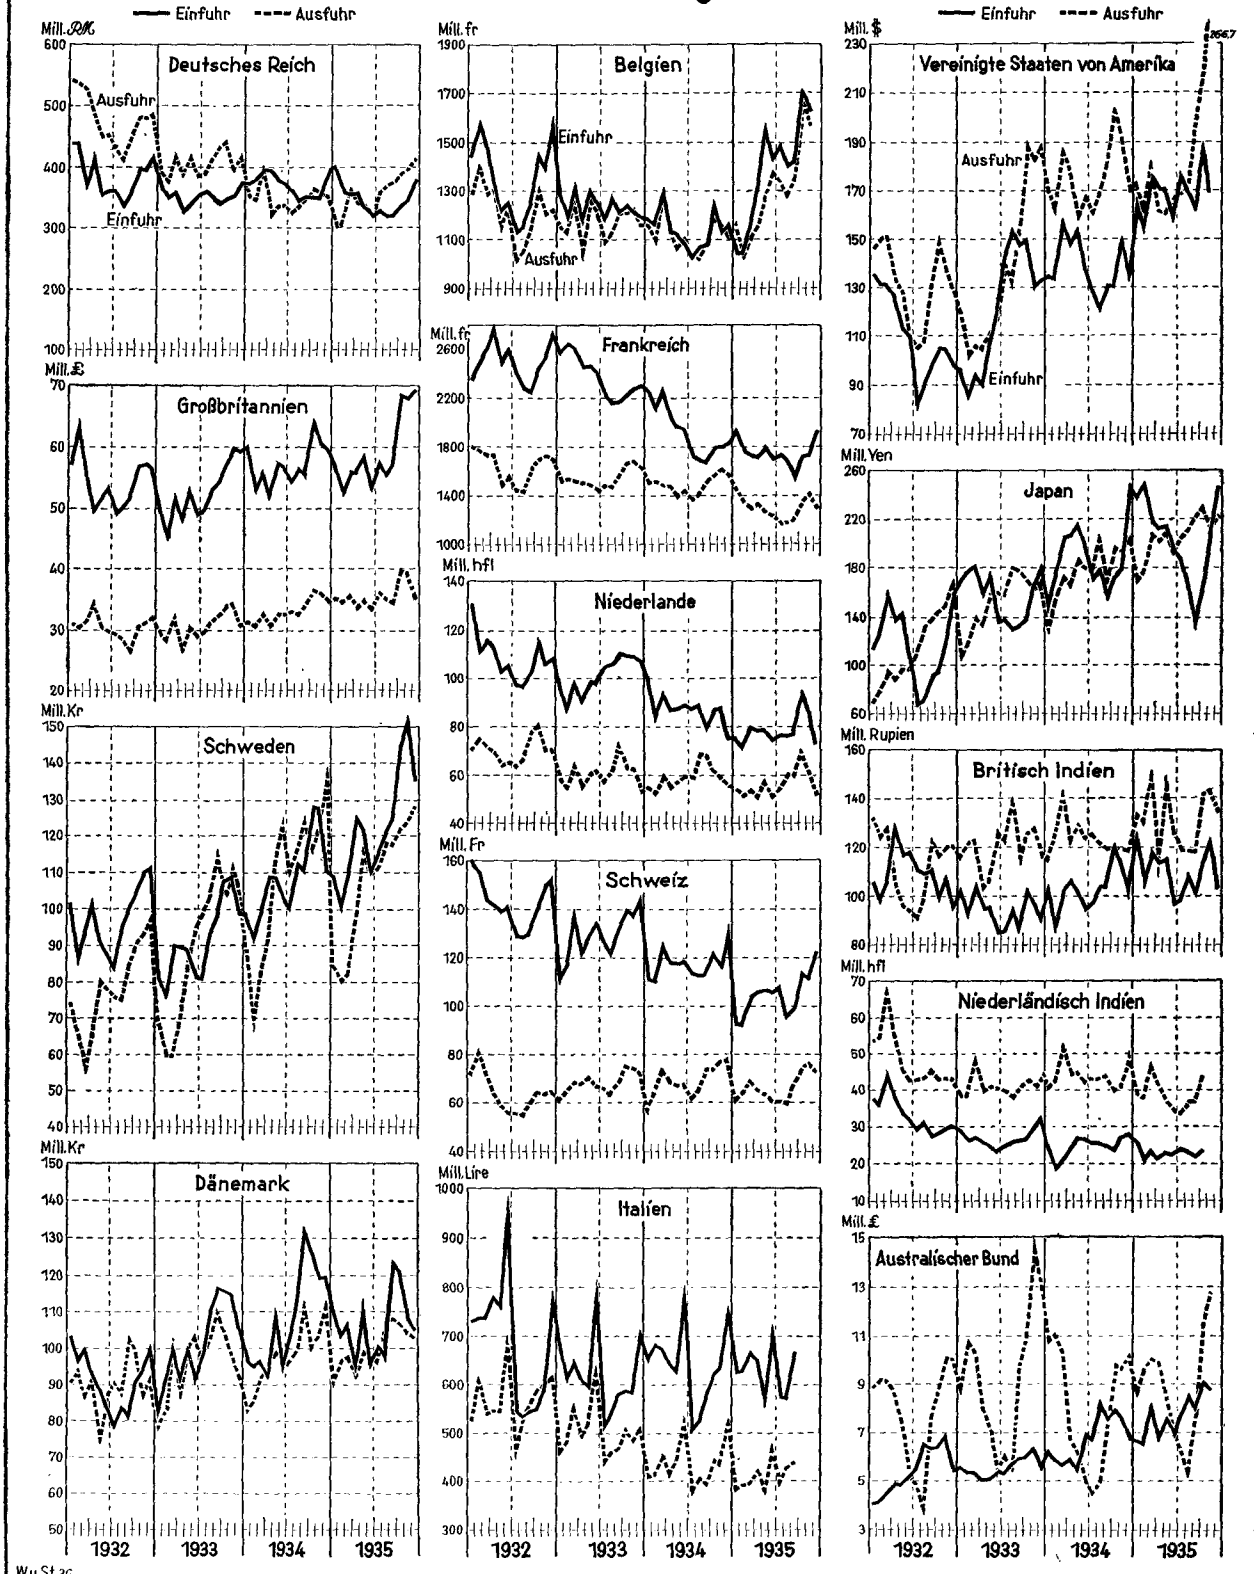 Einfuhr Ausfuhr
Mill. RM
Deutsches Reich
600
500
400
300
200
100
Ausfuhr
Einfuhr
Mill. £
Großbritannien
70
60
50
40
30
20
Mill. Kr
Schweden
150
140
130
120
110
100
90
80
70
60
50
40
Mill. Kr
Dänemark
150
140
130
120
110
100
90
80
70
60
50
1932 1933 1934 1935
Mill. fr
Belgien
1900
1700
1500
1300
1100
900
Einfuhr
Ausfuhr
Mill. fr
Frankreich
2600
2200
1800
1400
1000
Mill. hfl
Niederlande
140
120
100
80
60
40
Mill. Fr
Schweiz
160
140
120
100
80
60
40
Mill. Lire
Italien
1000
900
800
700
600
500
400
300
1932 1933 1934 1935
Einfuhr Ausfuhr
Mill. $
266,7
Vereinigte Staaten von Amerika
230
210
190
170
150
130
110
90
70
Ausfuhr
Einfuhr
Mill. Yen
Japan
260
220
180
140
100
60
Mill. Rupien
Britisch Indien
160
140
120
100
80
Mill. hfl
Niederländisch Indien
70
60
50
40
30
20
10
Mill. £
Australischer Bund
15
13
11
9
7
5
3
1932 1933 1934 1935
W.u.St. 36